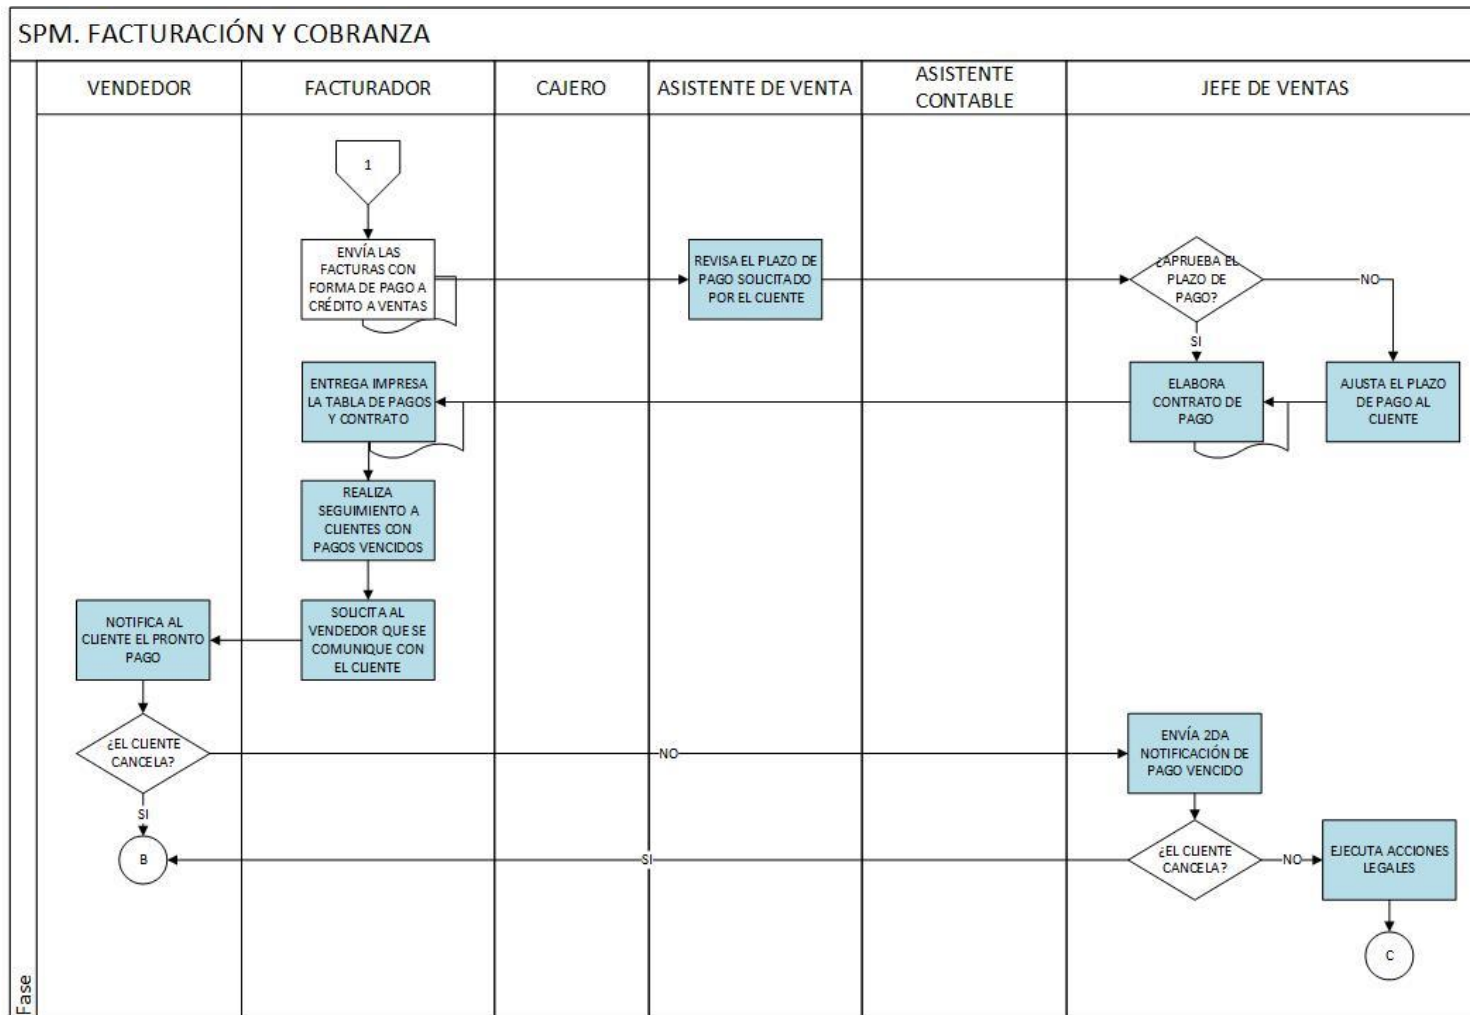 SPM. FACTURACIÓN Y COBRANZA
VENDEDOR
FACTURADOR
CAJERO
ASISTENTE DE VENTA
ASISTENTE
CONTABLE
JEFE DE VENTAS
1
ENVÍA LAS
FACTURAS CON
FORMA DE PAGO A
CRÉDITO A VENTAS
REVISA EL PLAZO DE
PAGO SOLICITADO
POR EL CLIENTE
¿APRUEBA EL
PLAZO DE
PAGO?
NO
SI
ENTREGA IMPRESA
LA TABLA DE PAGOS
Y CONTRATO
ELABORA
CONTRATO DE
PAGO
AJUSTA EL PLAZO
DE PAGO AL
CLIENTE
REALIZA
SEGUIMIENTO A
CLIENTES CON
PAGOS VENCIDOS
NOTIFICA AL
CLIENTE EL PRONTO
PAGO
SOLICITA AL
VENDEDOR QUE SE
COMUNIQUE CON
EL CLIENTE
¿EL CLIENTE
CANCELA?
NO
ENVÍA 2DA
NOTIFICACIÓN DE
PAGO VENCIDO
SI
B
SI
¿EL CLIENTE
CANCELA?
NO
EJECUTA ACCIONES
LEGALES
C
Fase